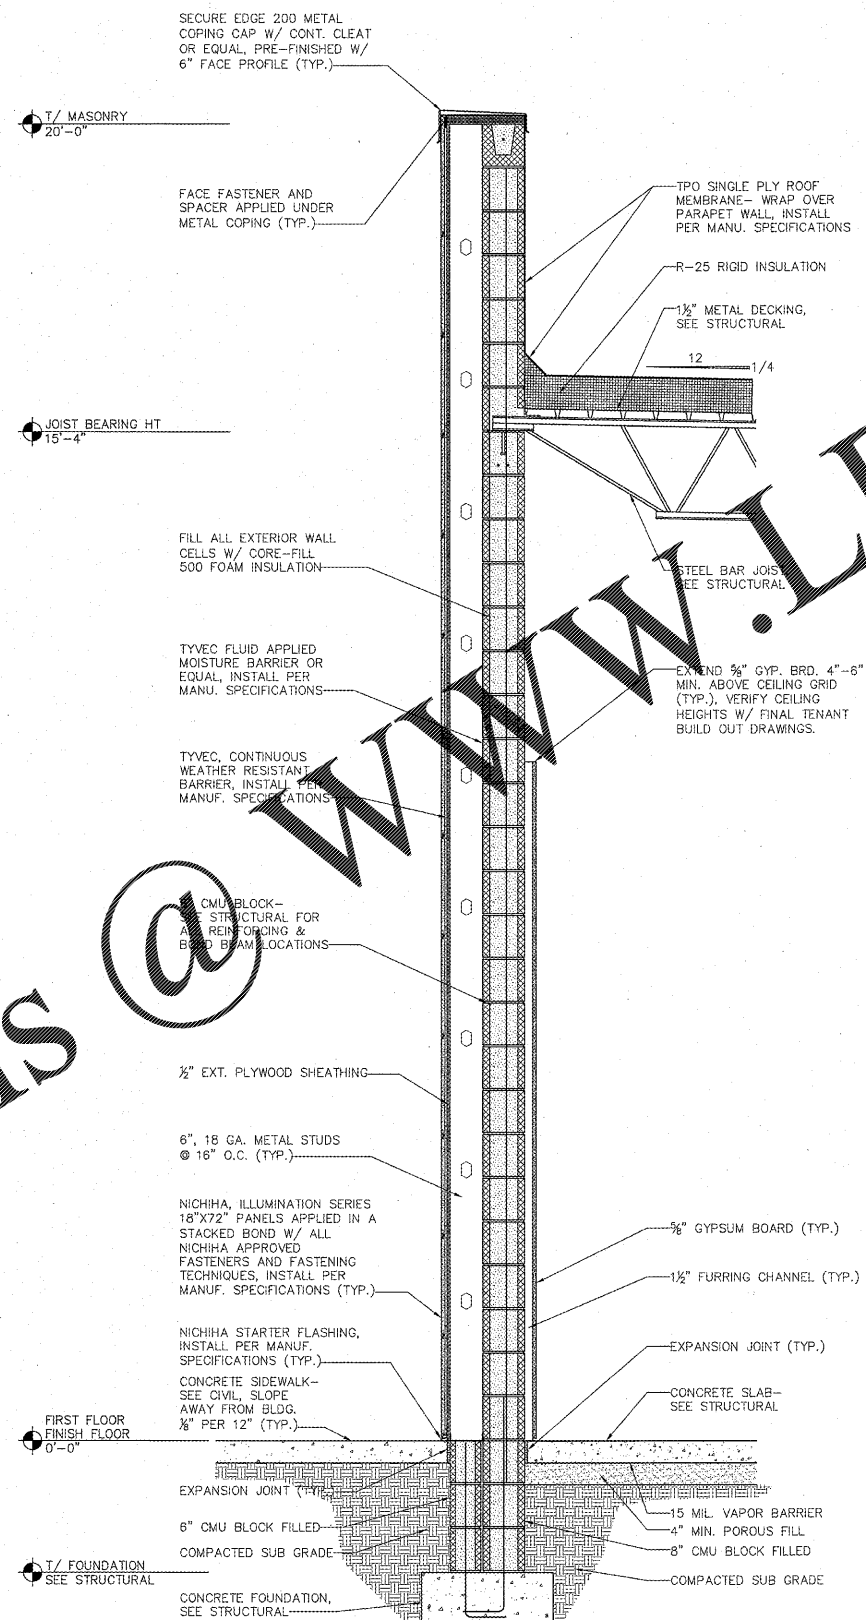 SECURE EDGE 200 METAL
COPING CAP W/ CONT. CLEAT
OR EQUAL, PRE-FINISHED W/
6" FACE PROFILE (TYP.)
T/ MASONRY
20'-0"
FACE FASTENER AND
SPACER APPLIED UNDER
METAL COPING (TYP.)
TPO SINGLE PLY ROOF
MEMBRANE- WRAP OVER
PARAPET WALL, INSTALL
PER MANU. SPECIFICATIONS
R-25 RIGID INSULATION
1½" METAL DECKING,
SEE STRUCTURAL
12
1/4
JOIST BEARING HT
15'-4"
FILL ALL EXTERIOR WALL
CELLS W/ CORE-FILL
500 FOAM INSULATION
STEEL BAR JOIST
SEE STRUCTURAL
TYVEC FLUID APPLIED
MOISTURE BARRIER OR
EQUAL, INSTALL PER
MANU. SPECIFICATIONS
EXTEND ⅝" GYP. BRD. 4"-6"
MIN. ABOVE CEILING GRID
(TYP.), VERIFY CEILING
HEIGHTS W/ FINAL TENANT
BUILD OUT DRAWINGS.
TYVEC, CONTINUOUS
WEATHER RESISTANT
BARRIER, INSTALL PER
MANUF. SPECIFICATIONS
CMU BLOCK-
SEE STRUCTURAL FOR
ALL REINFORCING &
BOND BEAM LOCATIONS
½" EXT. PLYWOOD SHEATHING
6", 18 GA. METAL STUDS
@ 16" O.C. (TYP.)
NICHIHA, ILLUMINATION SERIES
18"X72" PANELS APPLIED IN A
STACKED BOND W/ ALL
NICHIHA APPROVED
FASTENERS AND FASTENING
TECHNIQUES, INSTALL PER
MANUF. SPECIFICATIONS (TYP.)
⅝" GYPSUM BOARD (TYP.)
1½" FURRING CHANNEL (TYP.)
NICHIHA STARTER FLASHING,
INSTALL PER MANUF.
SPECIFICATIONS (TYP.)
EXPANSION JOINT (TYP.)
CONCRETE SIDEWALK-
SEE CIVIL, SLOPE
AWAY FROM BLDG.
⅛" PER 12" (TYP.)
CONCRETE SLAB-
SEE STRUCTURAL
FIRST FLOOR
FINISH FLOOR
0'-0"
EXPANSION JOINT (TYP.)
6" CMU BLOCK FILLED
COMPACTED SUB GRADE
15 MIL. VAPOR BARRIER
4" MIN. POROUS FILL
8" CMU BLOCK FILLED
COMPACTED SUB GRADE
T/ FOUNDATION
SEE STRUCTURAL
CONCRETE FOUNDATION,
SEE STRUCTURAL
@ www.L